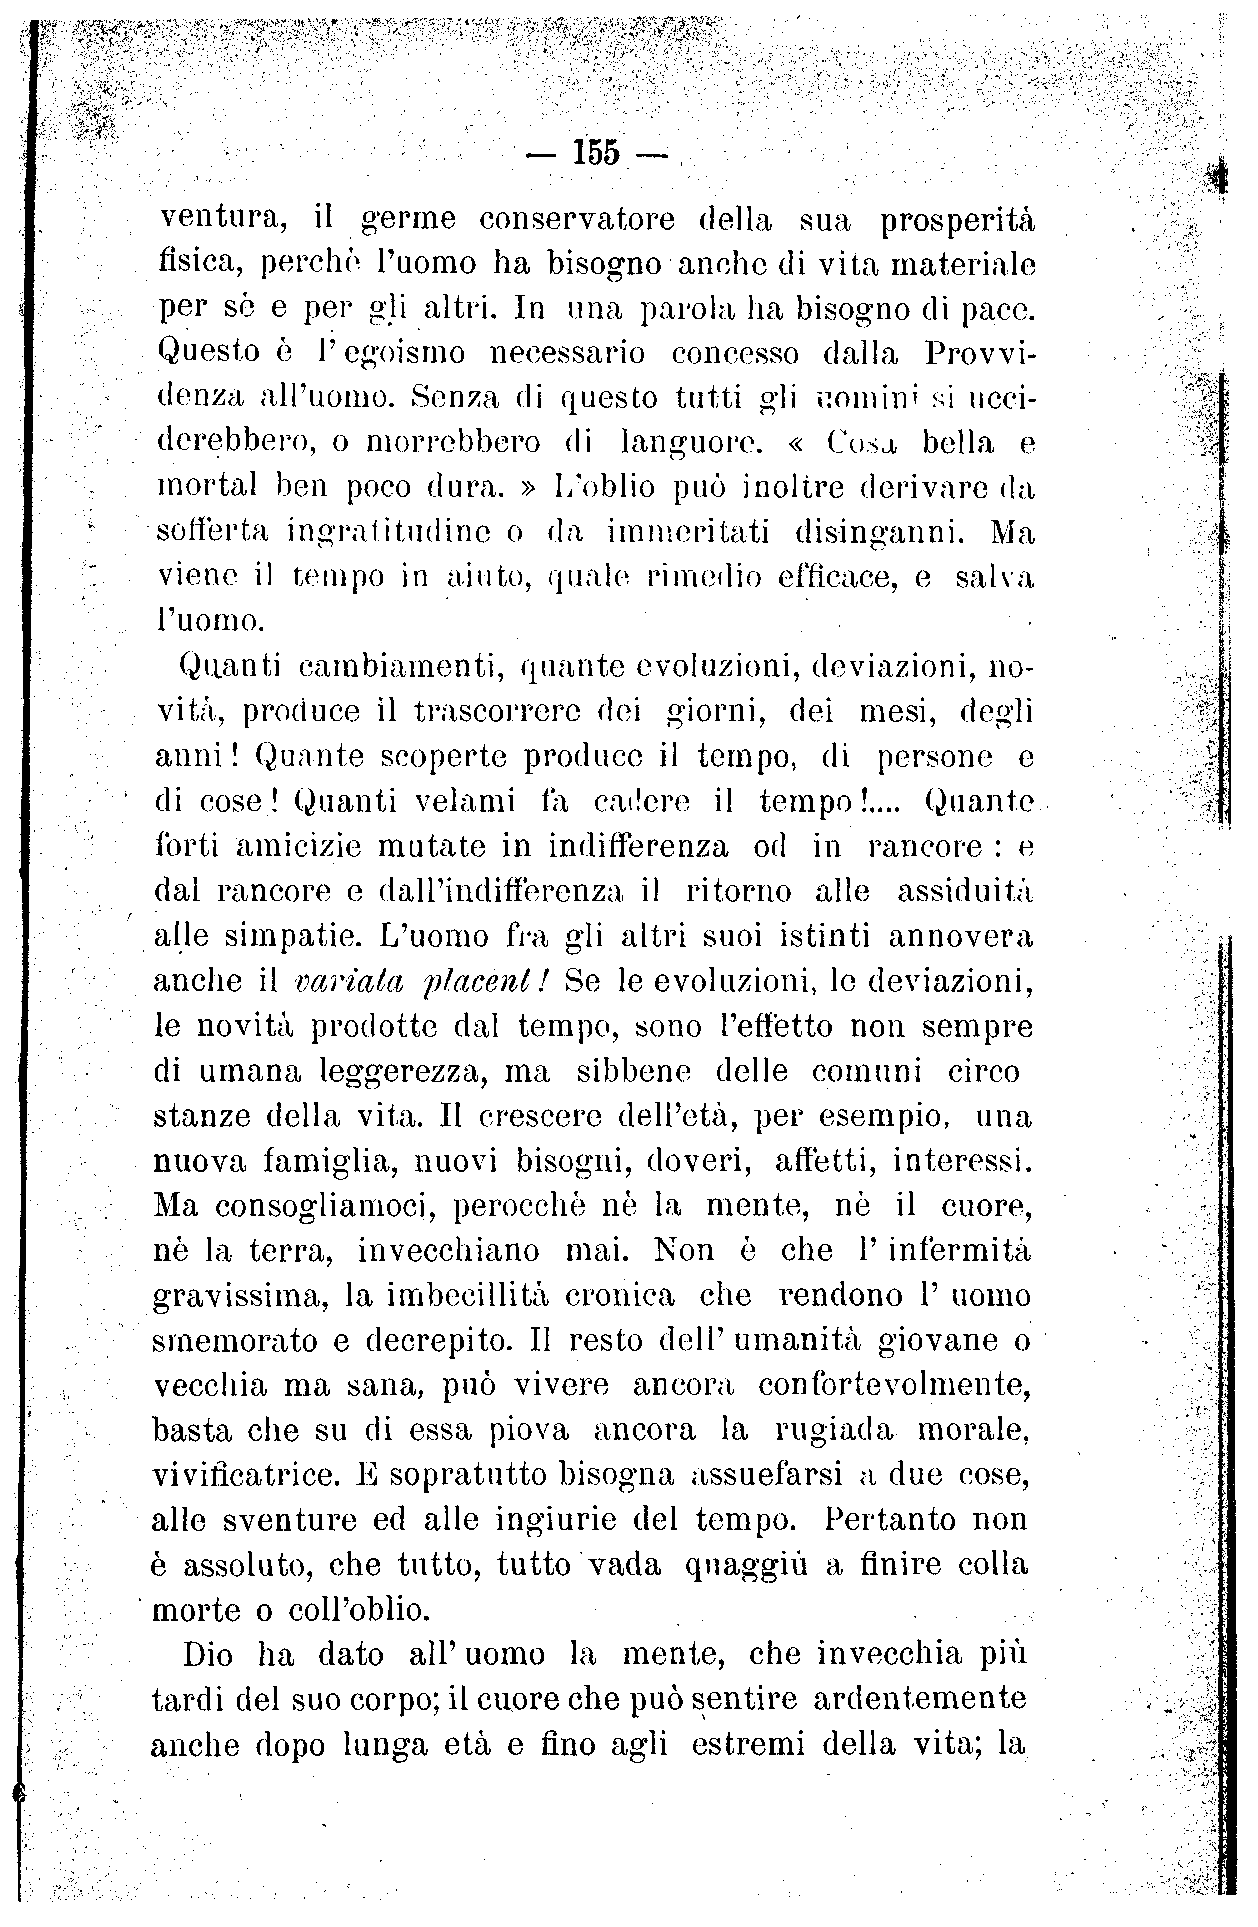 — 155 —
ventura, il germe conservatore della sua prosperità
fisica, perchè l'uomo ha bisogno anche di vita materiale
per sè e per gli altri. In una parola ha bisogno di pace.
Questo è l' egoismo necessario concesso dalla Provvi-
denza all'uomo. Senza di questo tutti gli uomini si ucci-
derebbero, o morrebbero di languore. « Cosa bella e
mortal ben poco dura. » L'oblio può inoltre derivare da
sofferta ingratitudine o da immeritati disinganni. Ma
viene il tempo in aiuto, quale rimedio efficace, e salva
l'uomo.
Quanti cambiamenti, quante evoluzioni, deviazioni, no-
vità, produce il trascorrere dei giorni, dei mesi, degli
anni ! Quante scoperte produce il tempo, di persone e
di cose ! Quanti velami fa cadere il tempo !.... Quante
forti amicizie mutate in indifferenza od in rancore : e
dal rancore e dall'indifferenza il ritorno alle assiduità
alle simpatie. L'uomo fra gli altri suoi istinti annovera
anche il variata placent ! Se le evoluzioni, le deviazioni,
le novità prodotte dal tempo, sono l'effetto non sempre
di umana leggerezza, ma sibbene delle comuni circo
stanze della vita. Il crescere dell'età, per esempio, una
nuova famiglia, nuovi bisogni, doveri, affetti, interessi.
Ma consogliamoci, perocchè nè la mente, nè il cuore,
nè la terra, invecchiano mai. Non è che l' infermità
gravissima, la imbecillità cronica che rendono l' uomo
smemorato e decrepito. Il resto dell' umanità giovane o
vecchia ma sana, può vivere ancora confortevolmente,
basta che su di essa piova ancora la rugiada morale,
vivificatrice. E sopratutto bisogna assuefarsi a due cose,
alle sventure ed alle ingiurie del tempo. Pertanto non
è assoluto, che tutto, tutto vada quaggiù a finire colla
morte o coll'oblio.
Dio ha dato all' uomo la mente, che invecchia più
tardi del suo corpo; il cuore che può sentire ardentemente
anche dopo lunga età e fino agli estremi della vita; la